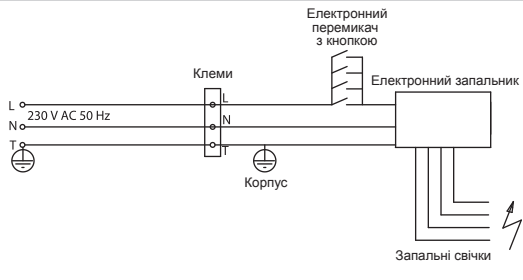 Електронний
перемикач
з кнопкою
Клеми
Електронний запальник
L
L
230 V AC 50 Hz
N
N
T
T
Корпус
Запальні свічки